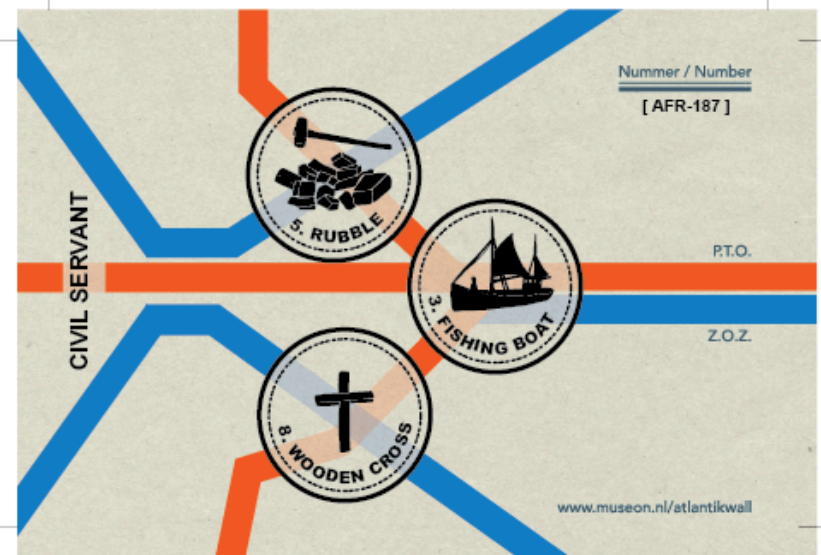 Nummer / Number
[ AFR-187 ]
5. RUBBLE
CIVIL SERVANT
3. FISHING BOAT
P.T.O.
Z.O.Z.
8. WOODEN CROSS
www.museon.nl/atlantikwall